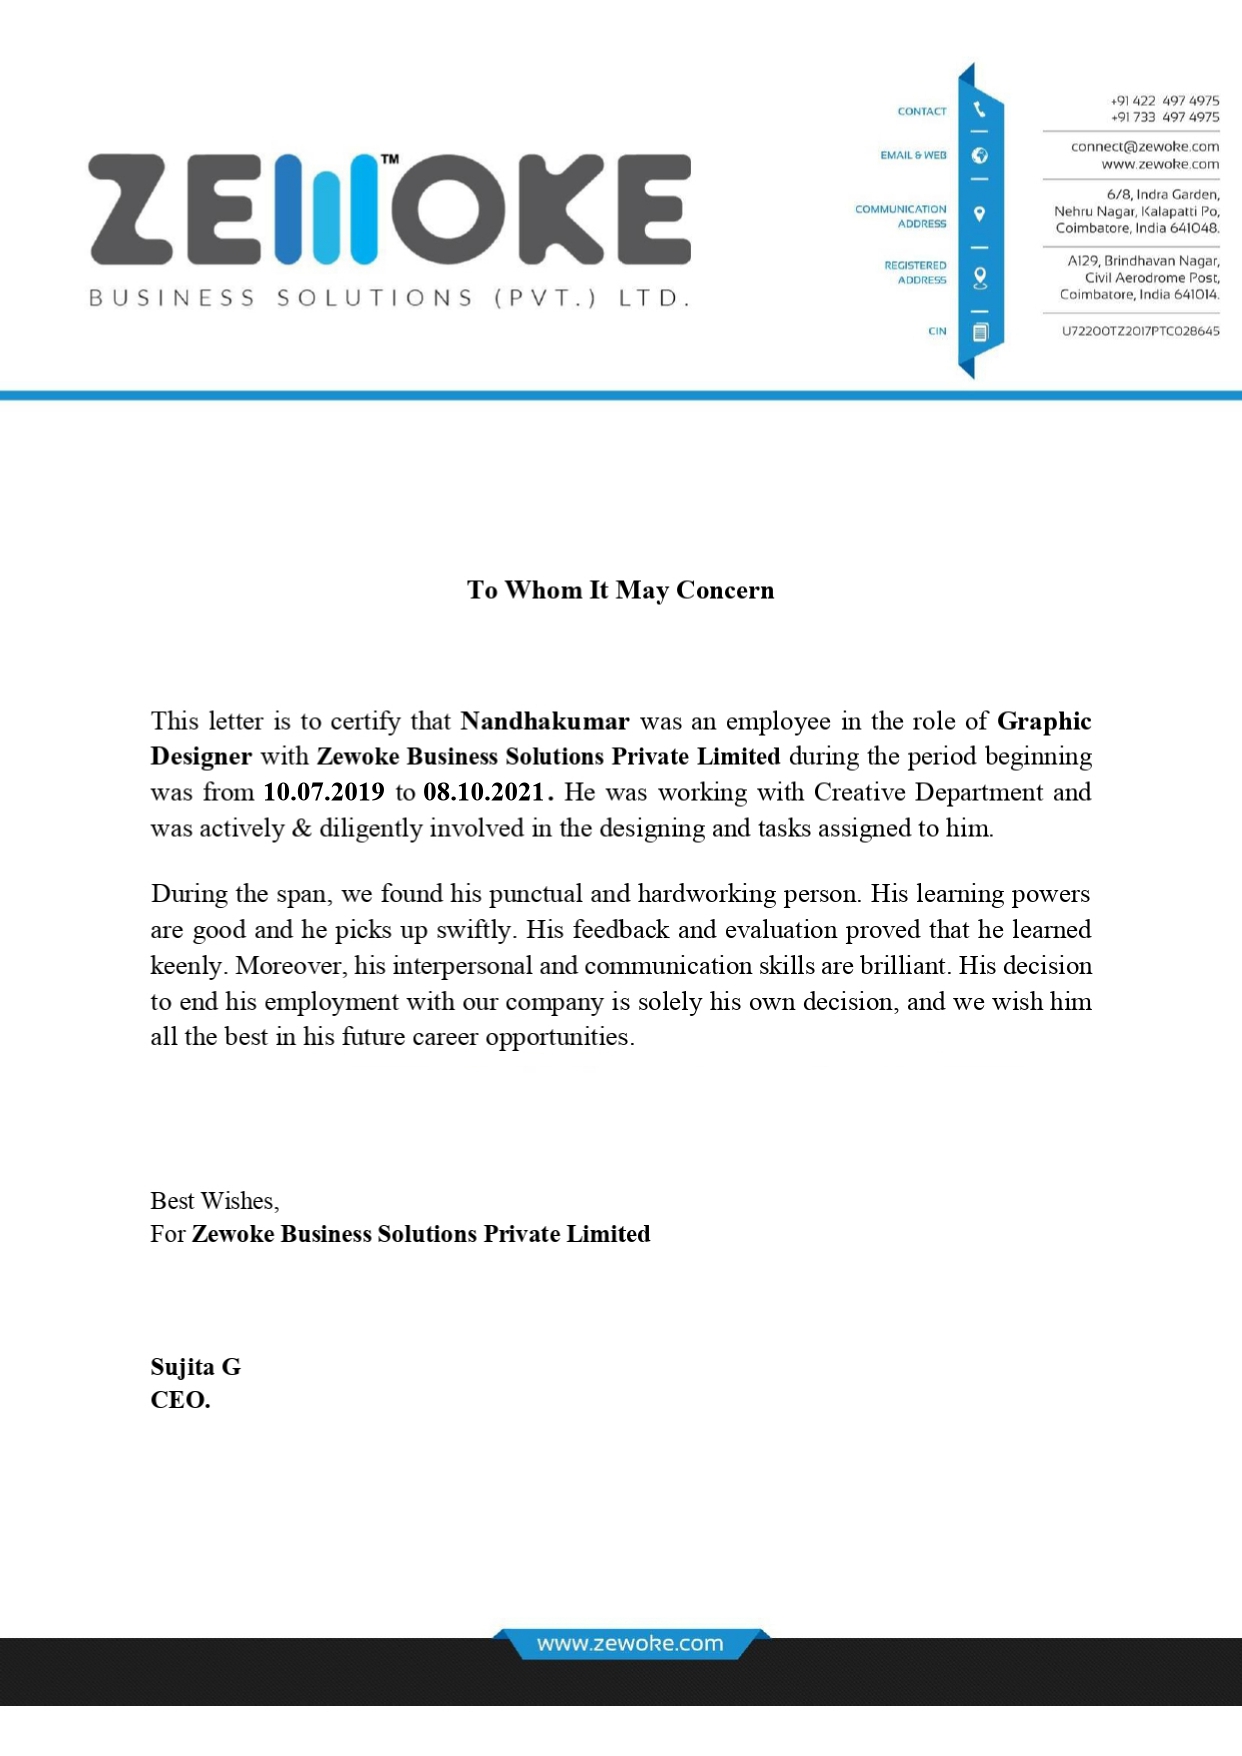 ZEWOKE™
BUSINESS SOLUTIONS (PVT.) LTD.
CONTACT
+91 422 497 4975
+91 733 497 4975
EMAIL & WEB
connect@zewoke.com
www.zewoke.com
COMMUNICATION
ADDRESS
6/8, Indra Garden,
Nehru Nagar, Kalapatti Po,
Coimbatore, India 641048.
REGISTERED
ADDRESS
A129, Brindhavan Nagar,
Civil Aerodrome Post,
Coimbatore, India 641014.
CIN
U72200TZ2017PTC028645
To Whom It May Concern
This letter is to certify that Nandhakumar was an employee in the role of Graphic
Designer with Zewoke Business Solutions Private Limited during the period beginning
was from 10.07.2019 to 08.10.2021. He was working with Creative Department and
was actively & diligently involved in the designing and tasks assigned to him.
During the span, we found his punctual and hardworking person. His learning powers
are good and he picks up swiftly. His feedback and evaluation proved that he learned
keenly. Moreover, his interpersonal and communication skills are brilliant. His decision
to end his employment with our company is solely his own decision, and we wish him
all the best in his future career opportunities.
Best Wishes,
For Zewoke Business Solutions Private Limited
Sujita G
CEO.
www.zewoke.com